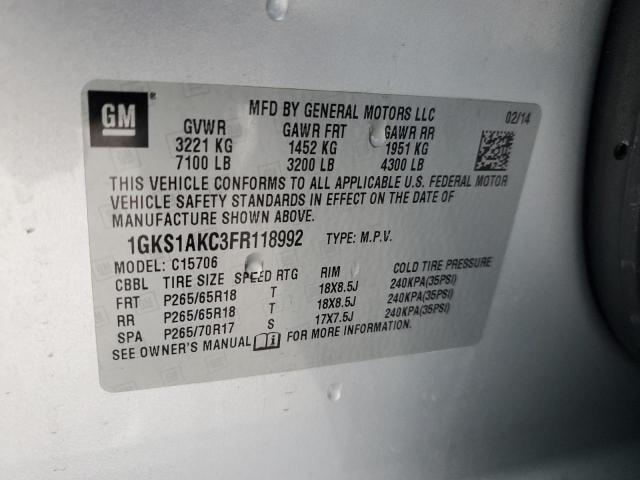 GM ®
MFD BY GENERAL MOTORS LLC 02/14
GVWR GAWR FRT GAWR RR
3221 KG 1452 KG 1951 KG
7100 LB 3200 LB 4300 LB
THIS VEHICLE CONFORMS TO ALL APPLICABLE U.S. FEDERAL MOTOR
VEHICLE SAFETY STANDARDS IN EFFECT ON THE DATE OF
MANUFACTURE SHOWN ABOVE.
1GKS1AKC3FR118992 TYPE: M.P.V.
MODEL: C15706
CBBL TIRE SIZE SPEED RTG RIM COLD TIRE PRESSURE
FRT P265/65R18 T 18X8.5J 240KPA(35PSI)
RR P265/65R18 T 18X8.5J 240KPA(35PSI)
SPA P265/70R17 S 17X7.5J 240KPA(35PSI)
SEE OWNER'S MANUAL FOR MORE INFORMATION.